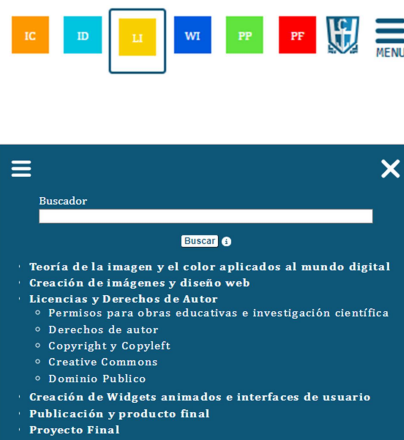 IC ID LI WI PP PF
MENU
Buscador
Buscar
Teoría de la imagen y el color aplicados al mundo digital
Creación de imágenes y diseño web
Licencias y Derechos de Autor
Permisos para obras educativas e investigación científica
Derechos de autor
Copyright y Copyleft
Creative Commons
Dominio Publico
Creación de Widgets animados e interfaces de usuario
Publicación y producto final
Proyecto Final